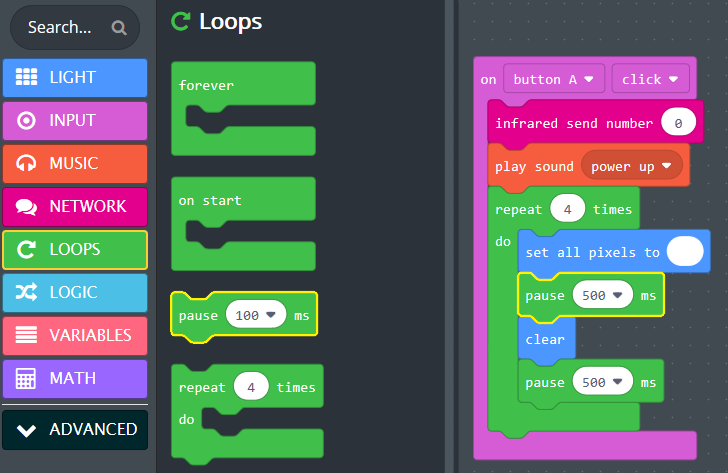 Search...
LIGHT
INPUT
MUSIC
NETWORK
LOOPS
LOGIC
VARIABLES
MATH
ADVANCED
Loops
forever
on start
pause 100 ms
repeat 4 times
do
on button A click
infrared send number 0
play sound power up
repeat 4 times
do
set all pixels to
pause 500 ms
clear
pause 500 ms